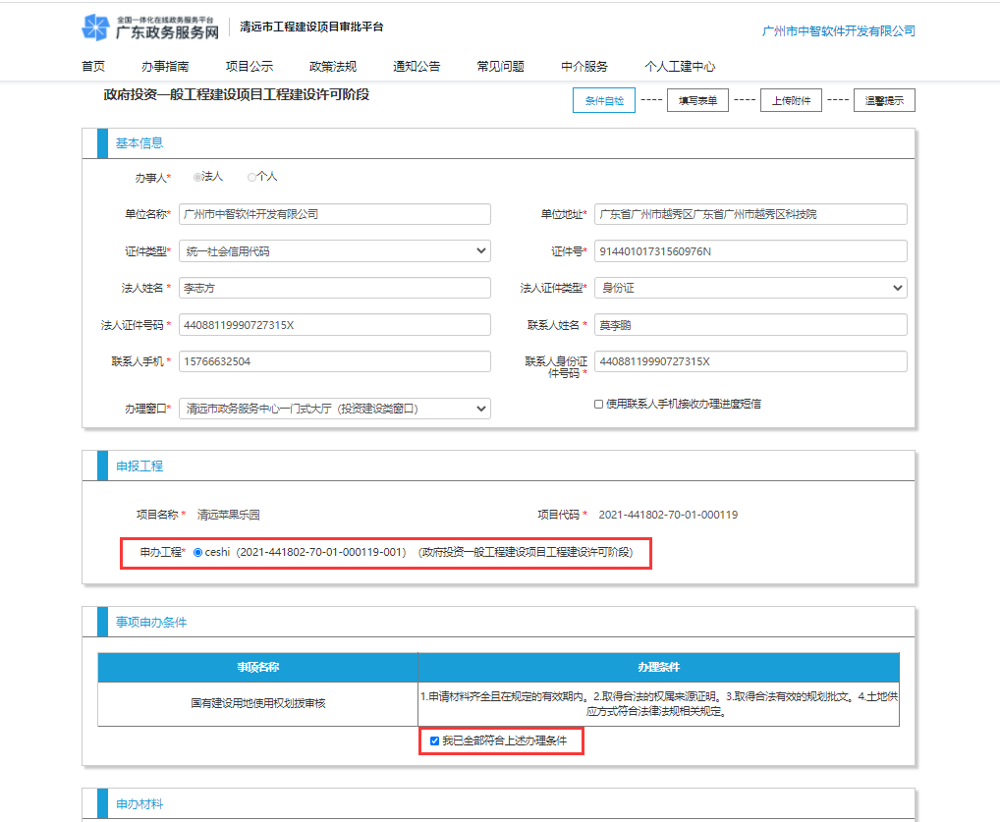 全国一体化在线政务服务平台
广东政务服务网
清远市工程建设项目审批平台
广州市中智软件开发有限公司
首页 办事指南 项目公示 政策法规 通知公告 常见问题 中介服务 个人工建中心
政府投资一般工程建设项目工程建设许可阶段
条件自检 ---- 填写表单 ---- 上传附件 ---- 温馨提示
基本信息
办事人* 法人 个人
单位名称* 广州市中智软件开发有限公司 单位地址* 广东省广州市越秀区广东省广州市越秀区科技院
证件类型* 统一社会信用代码 证件号* 91440101731560976N
法人姓名* 李志方 法人证件类型* 身份证
法人证件号码* 44088119990727315X 联系人姓名* 莫李鹏
联系人手机* 15766632504 联系人身份证件号码* 44088119990727315X
办理窗口* 清远市政务服务中心一门式大厅（投资建设类窗口） 使用联系人手机接收办理进度短信
申报工程
项目名称* 清远苹果乐园 项目代码* 2021-441802-70-01-000119
申办工程* ceshi（2021-441802-70-01-000119-001）（政府投资一般工程建设项目工程建设许可阶段）
事项申办条件
事项名称 办理条件
国有建设用地使用权划拨审核
1.申请材料齐全且在规定的有效期内。2.取得合法的权属来源证明。3.取得合法有效的规划批文。4.土地供
应方式符合法律法规相关规定。
我已全部符合上述办理条件
申办材料